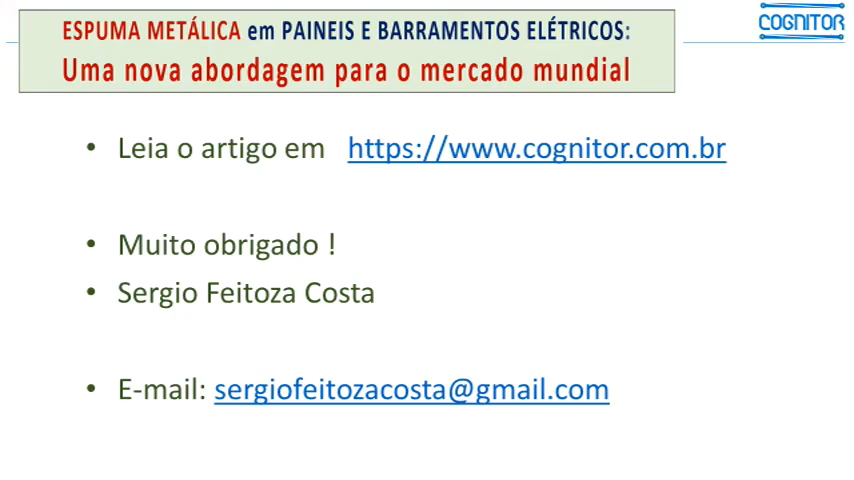 ESPUMA METÁLICA em PAINEIS E BARRAMENTOS ELÉTRICOS:
Uma nova abordagem para o mercado mundial
COGNITOR
• Leia o artigo em https://www.cognitor.com.br
• Muito obrigado !
• Sergio Feitoza Costa
• E-mail: sergiofeitozacosta@gmail.com